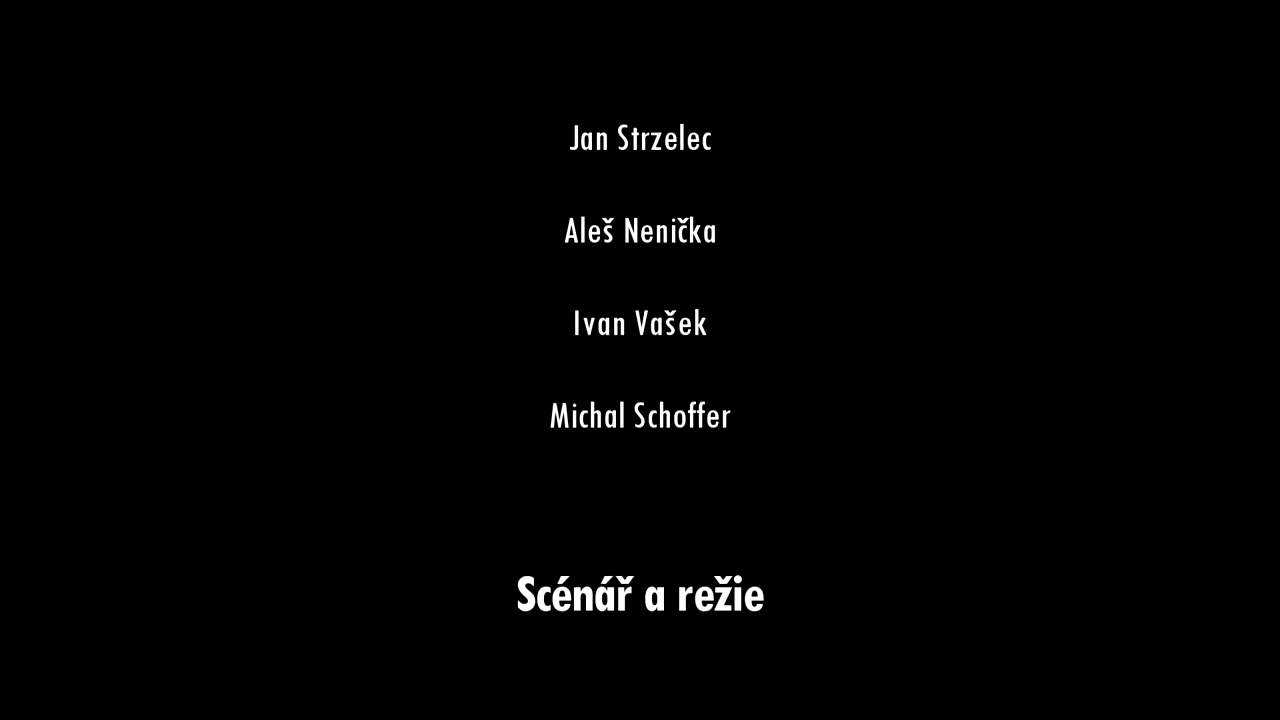 Jan Strzelec
Aleš Nenička
Ivan Vašek
Michal Schoffer
Scénář a režie